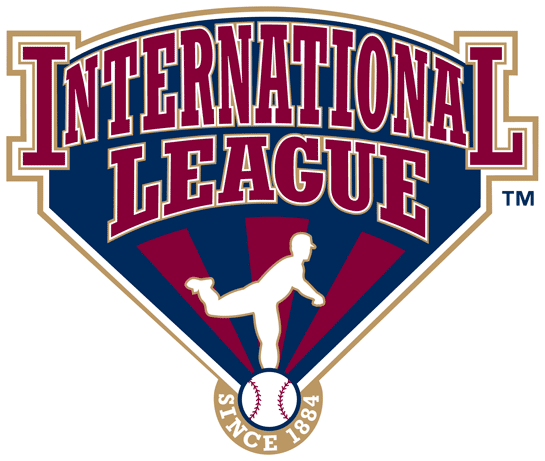 INTERNATIONAL
LEAGUE
TM
SINCE 1884